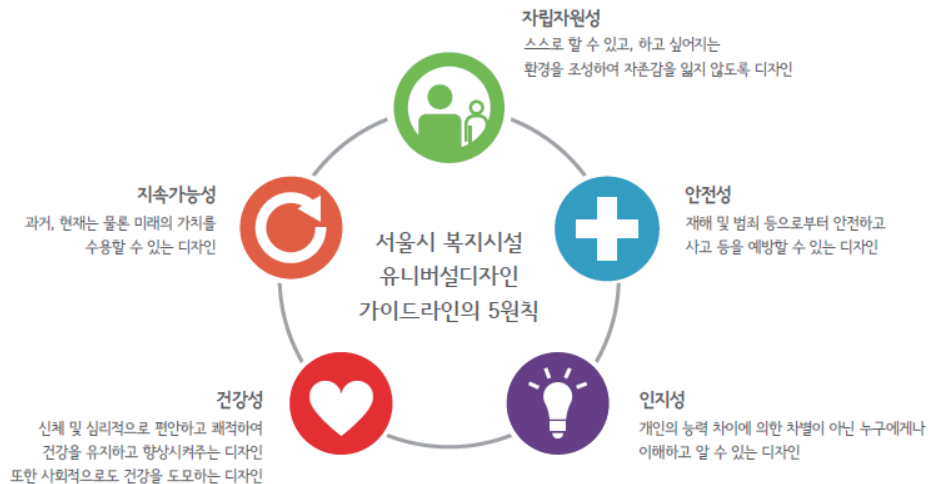 자립자원성
스스로 할 수 있고, 하고 싶어지는
환경을 조성하여 자존감을 잃지 않도록 디자인
지속가능성
과거, 현재는 물론 미래의 가치를
수용할 수 있는 디자인
안전성
재해 및 범죄 등으로부터 안전하고
사고 등을 예방할 수 있는 디자인
서울시 복지시설
유니버설디자인
가이드라인의 5원칙
건강성
신체 및 심리적으로 편안하고 쾌적하여
건강을 유지하고 향상시켜주는 디자인
또한 사회적으로도 건강을 도모하는 디자인
인지성
개인의 능력 차이에 의한 차별이 아닌 누구에게나
이해하고 알 수 있는 디자인